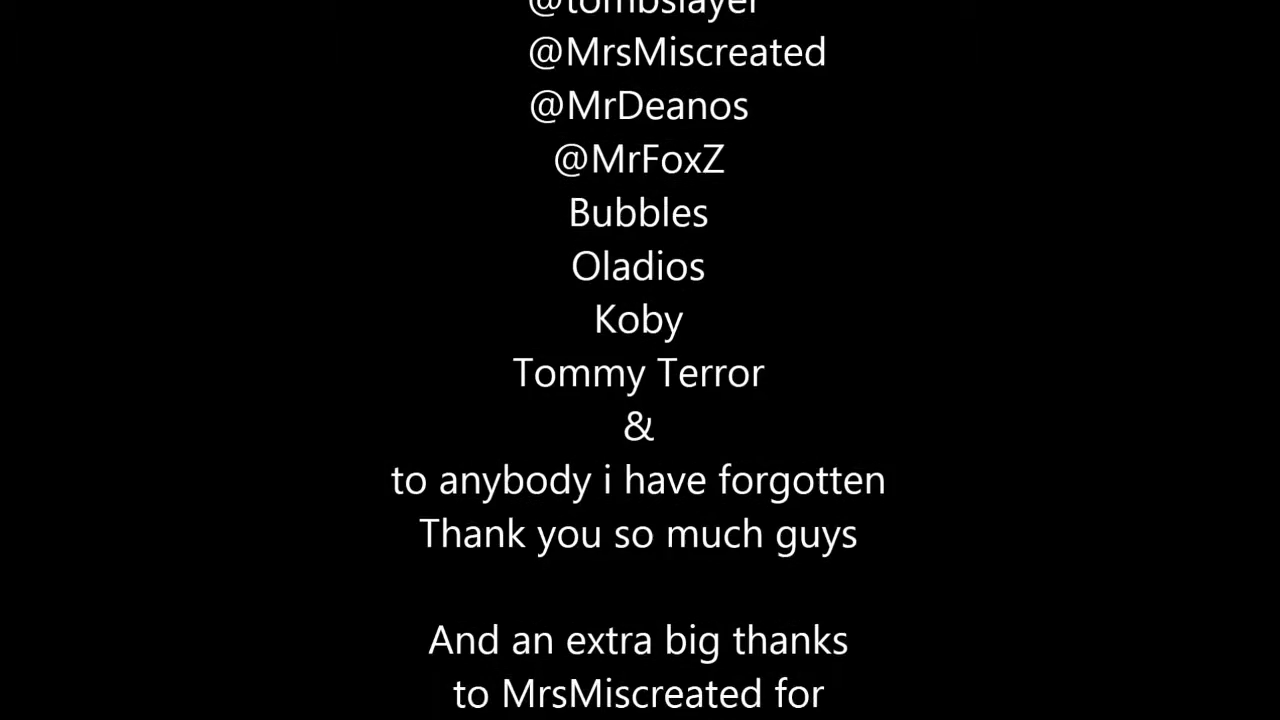 @tombslayer
@MrsMiscreated
@MrDeanos
@MrFoxZ
Bubbles
Oladios
Koby
Tommy Terror
&
to anybody i have forgotten
Thank you so much guys
And an extra big thanks
to MrsMiscreated for